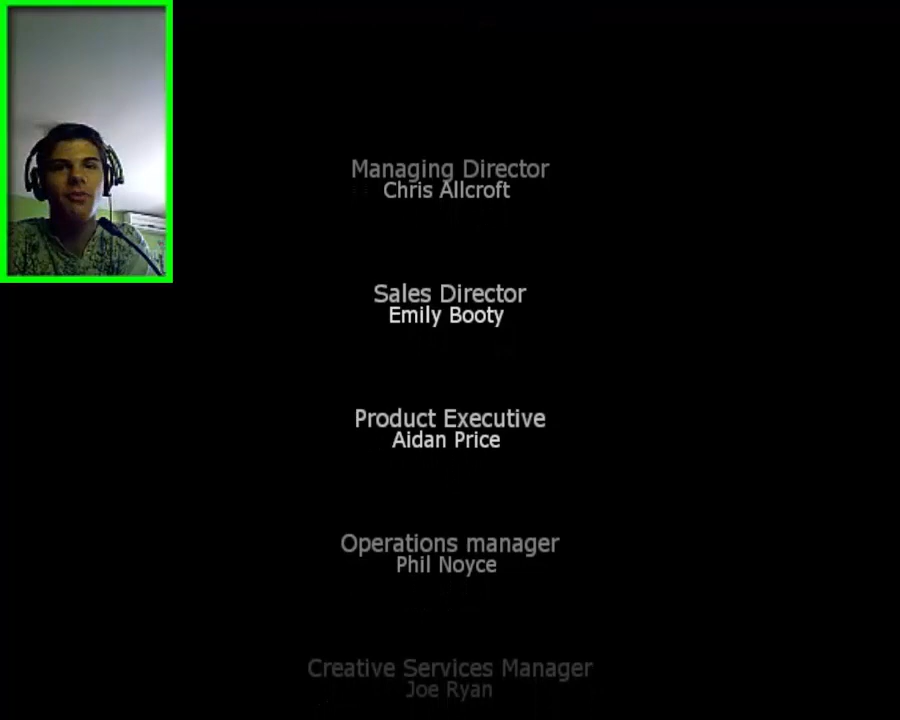 Managing Director
Chris Allcroft
Sales Director
Emily Booty
Product Executive
Aidan Price
Operations manager
Phil Noyce
Creative Services Manager
Joe Ryan